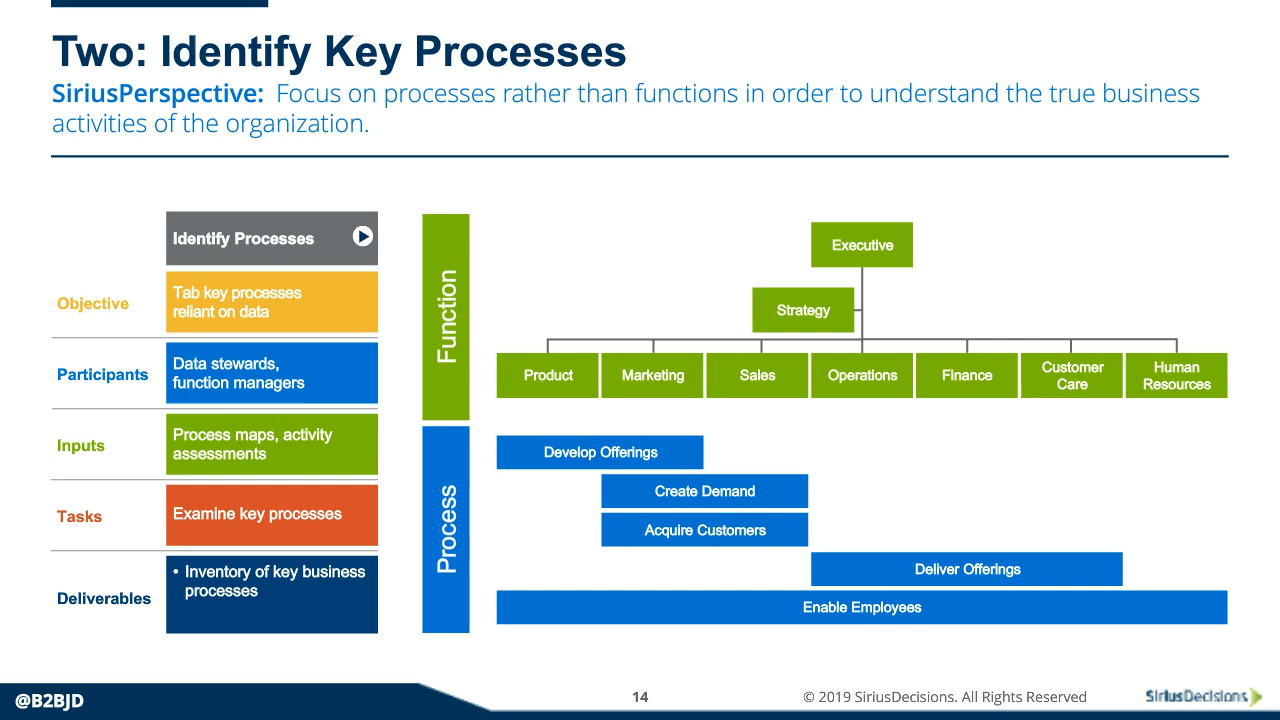 Two: Identify Key Processes
SiriusPerspective: Focus on processes rather than functions in order to understand the true business
activities of the organization.
Identify Processes
Objective
Tab key processes
reliant on data
Participants
Data stewards,
function managers
Inputs
Process maps, activity
assessments
Tasks
Examine key processes
Deliverables
• Inventory of key business
processes
Function
Executive
Strategy
Product
Marketing
Sales
Operations
Finance
Customer
Care
Human
Resources
Process
Develop Offerings
Create Demand
Acquire Customers
Deliver Offerings
Enable Employees
@B2BJD
14
© 2019 SiriusDecisions. All Rights Reserved
SiriusDecisions